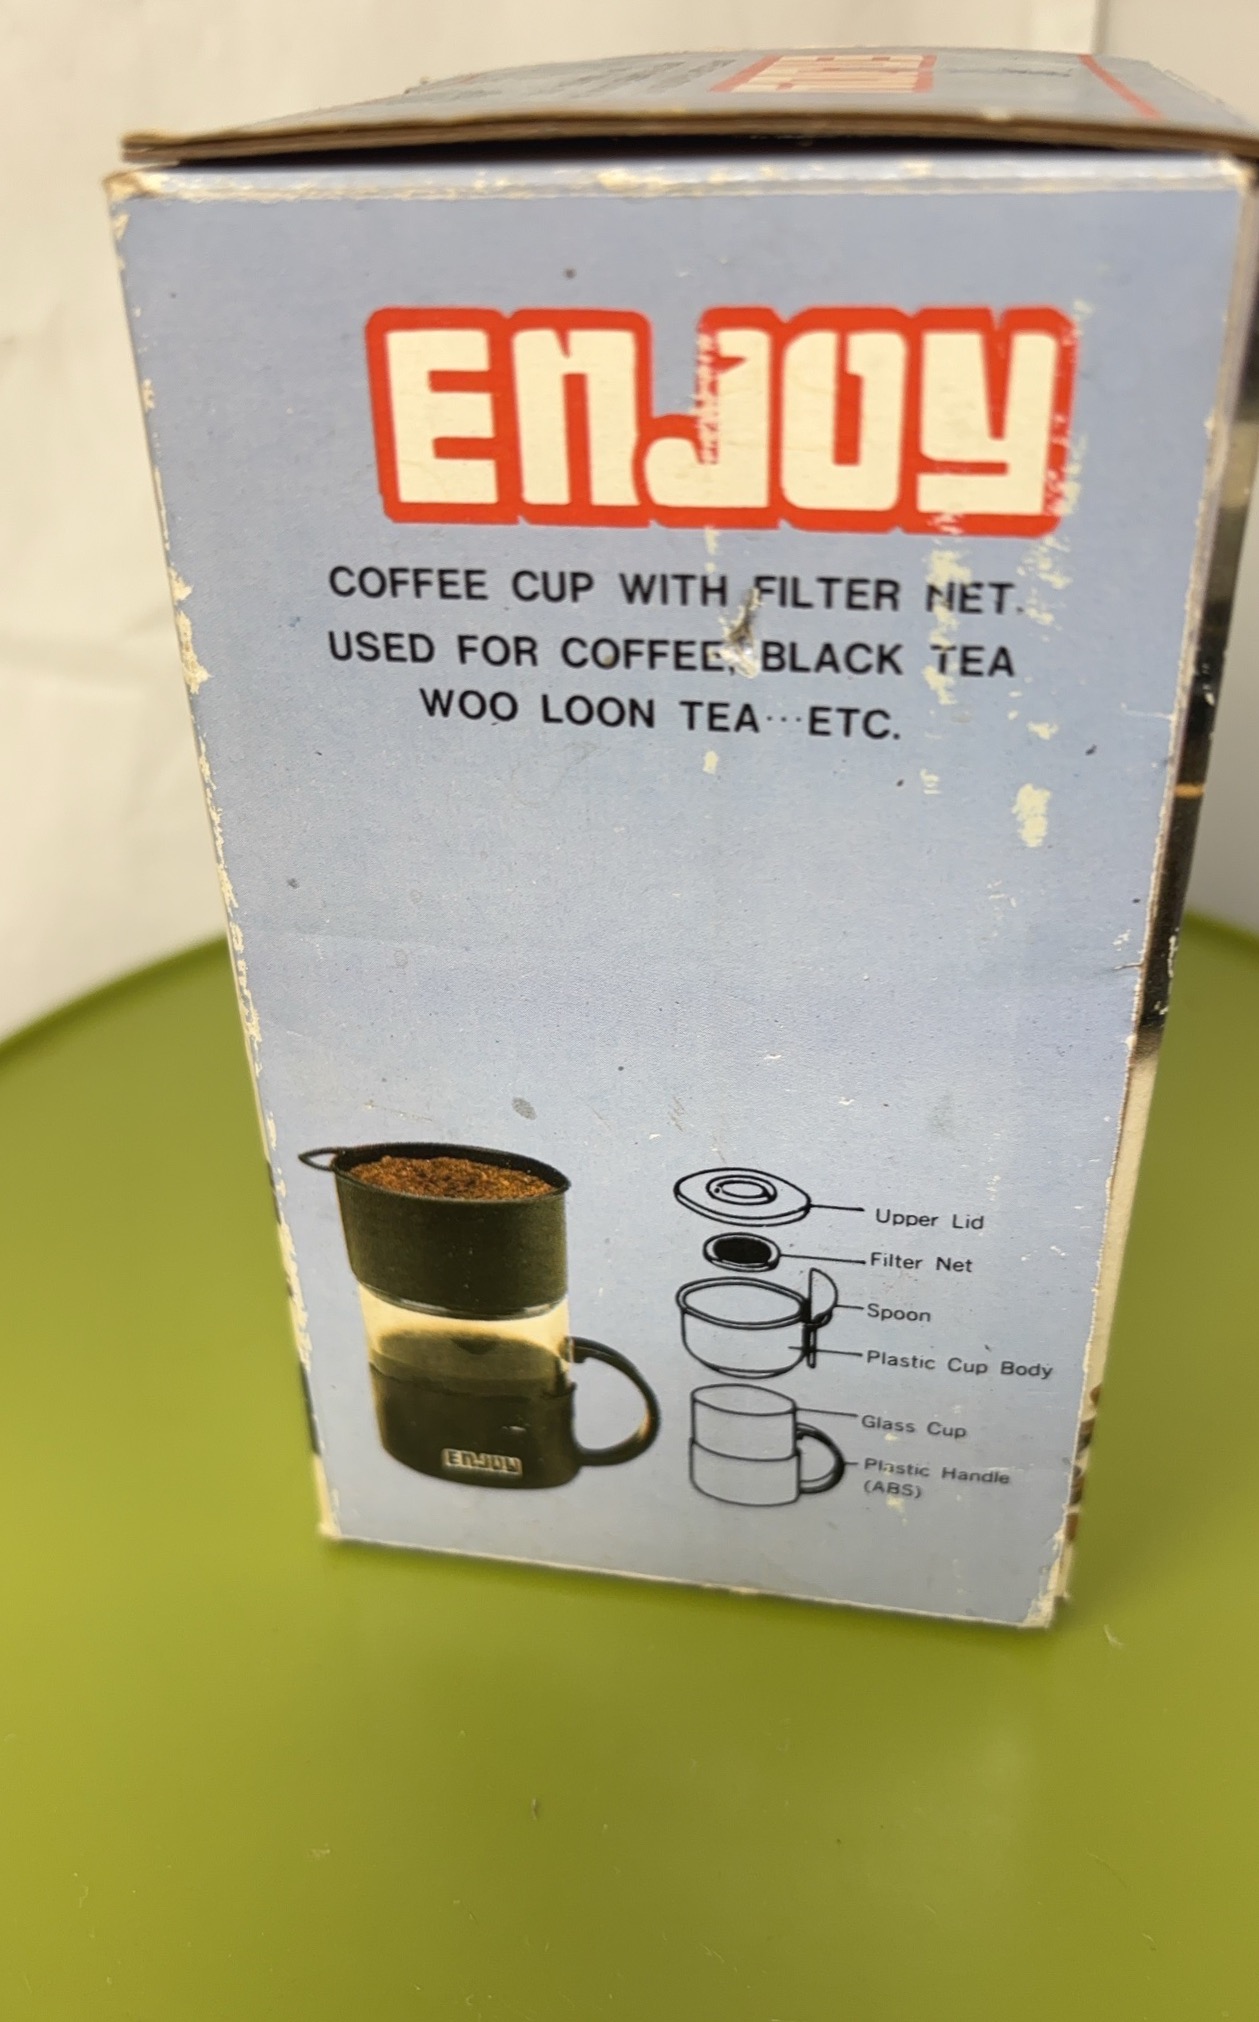 ENJOY
COFFEE CUP WITH FILTER NET.
USED FOR COFFEE, BLACK TEA
WOO LOON TEA···ETC.
Upper Lid
Filter Net
Spoon
Plastic Cup Body
Glass Cup
Plastic Handle
(ABS)
ENJOY